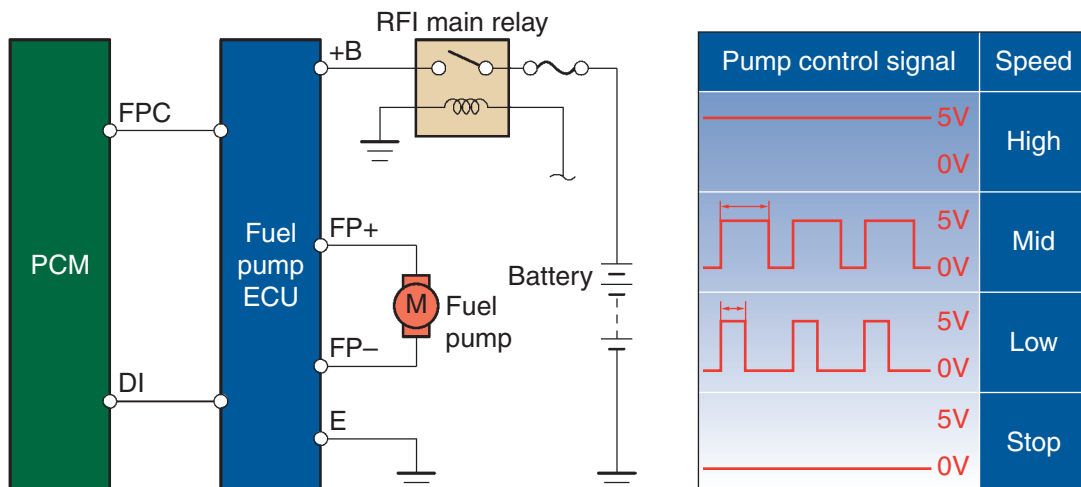 RFI main relay
+B
FPC
PCM
Fuel
pump
ECU
FP+
M
Fuel
pump
FP–
Battery
DI
E
Pump control signal
Speed
5V
0V
High
5V
0V
Mid
5V
0V
Low
5V
0V
Stop